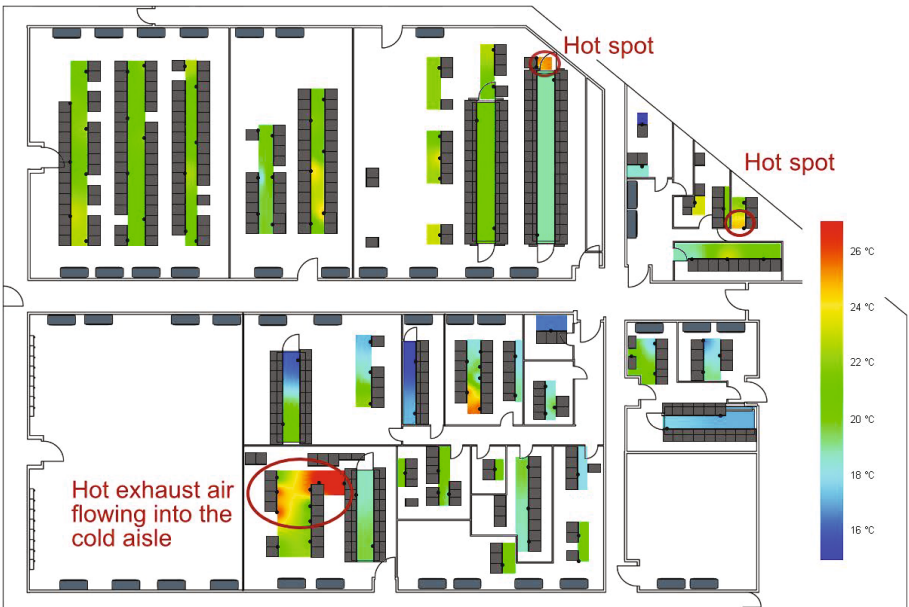 Hot spot
Hot spot
Hot exhaust air
flowing into the
cold aisle
26 °C
24 °C
22 °C
20 °C
18 °C
16 °C